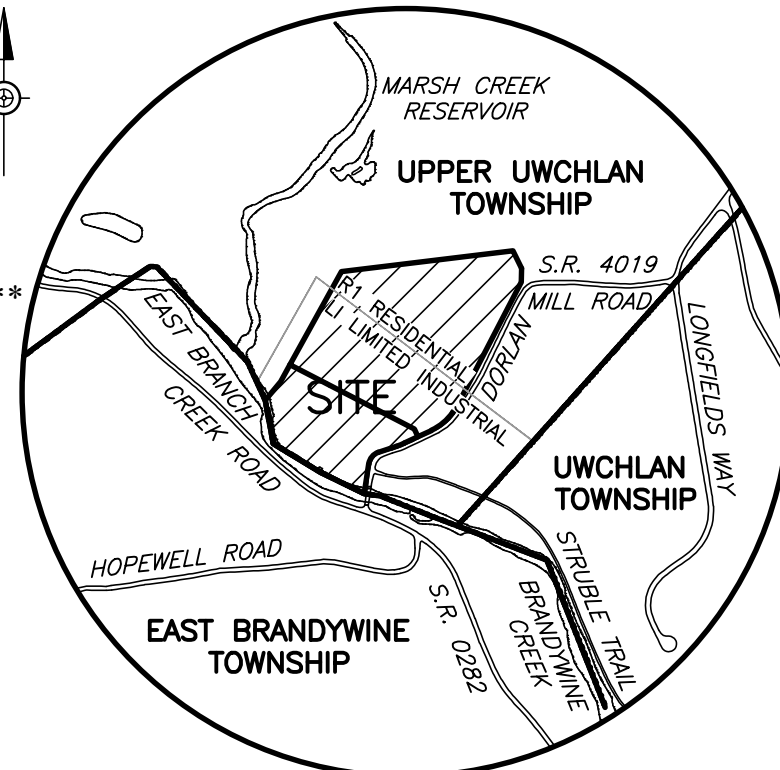 MARSH CREEK
RESERVOIR
UPPER UWCHLAN
TOWNSHIP
**
S.R. 4019
MILL ROAD
DORLAN
R1 RESIDENTIAL
LI LIMITED INDUSTRIAL
SITE
EAST BRANCH
CREEK ROAD
LONGFIELDS WAY
UWCHLAN
TOWNSHIP
HOPEWELL ROAD
EAST BRANDYWINE
TOWNSHIP
S.R. 0282
BRANDYWINE
CREEK
STRUBLE TRAIL